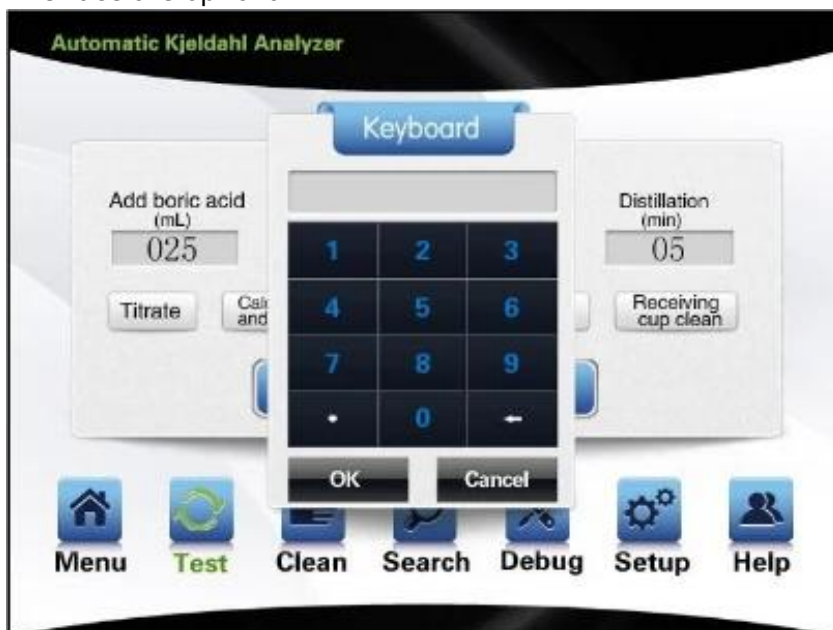 Automatic Kjeldahl Analyzer
Keyboard
Add boric acid
(mL)
025
Distillation
(min)
05
Titrate
and
Receiving
cup clean
1 2 3
4 5 6
7 8 9
. 0 ←
OK Cancel
Menu Test Clean Search Debug Setup Help